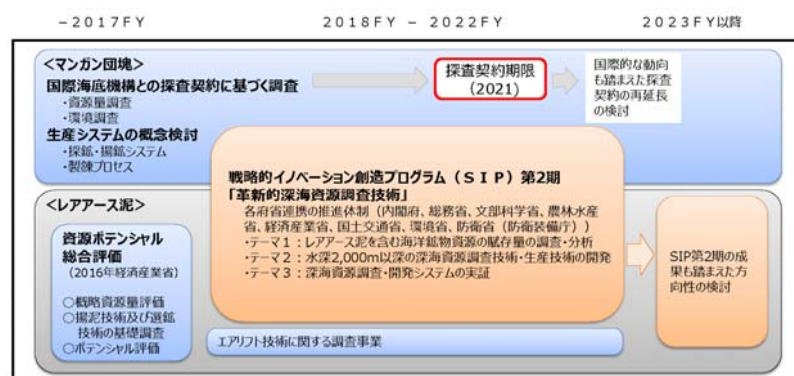 －2017FY
2018FY － 2022FY
2023FY以降
<マンガン団塊>
国際海底機構との探査契約に基づく調査
・資源量調査
・環境調査
生産システムの概念検討
・採鉱・揚鉱システム
・製錬プロセス
探査契約期限
（2021）
国際的な動向
も踏まえた探査
契約の再延長
の検討
戦略的イノベーション創造プログラム（ＳＩＰ）第2期
「革新的深海資源調査技術」
各府省連携の推進体制（内閣府、総務省、文部科学省、農林水産
省、経済産業省、国土交通省、環境省、防衛省（防衛装備庁））
・テーマ１：レアアース泥を含む海洋鉱物資源の賦存量の調査・分析
・テーマ２：水深2,000m以深の深海資源調査技術・生産技術の開発
・テーマ３：深海資源調査・開発システムの実証
<レアアース泥>
資源ポテンシャル
総合評価
（2016年経済産業省）
○概略資源量評価
○揚泥技術及び選鉱
技術の基礎調査
○ポテンシャル評価
エアリフト技術に関する調査事業
SIP第2期の成
果も踏まえた方
向性の検討